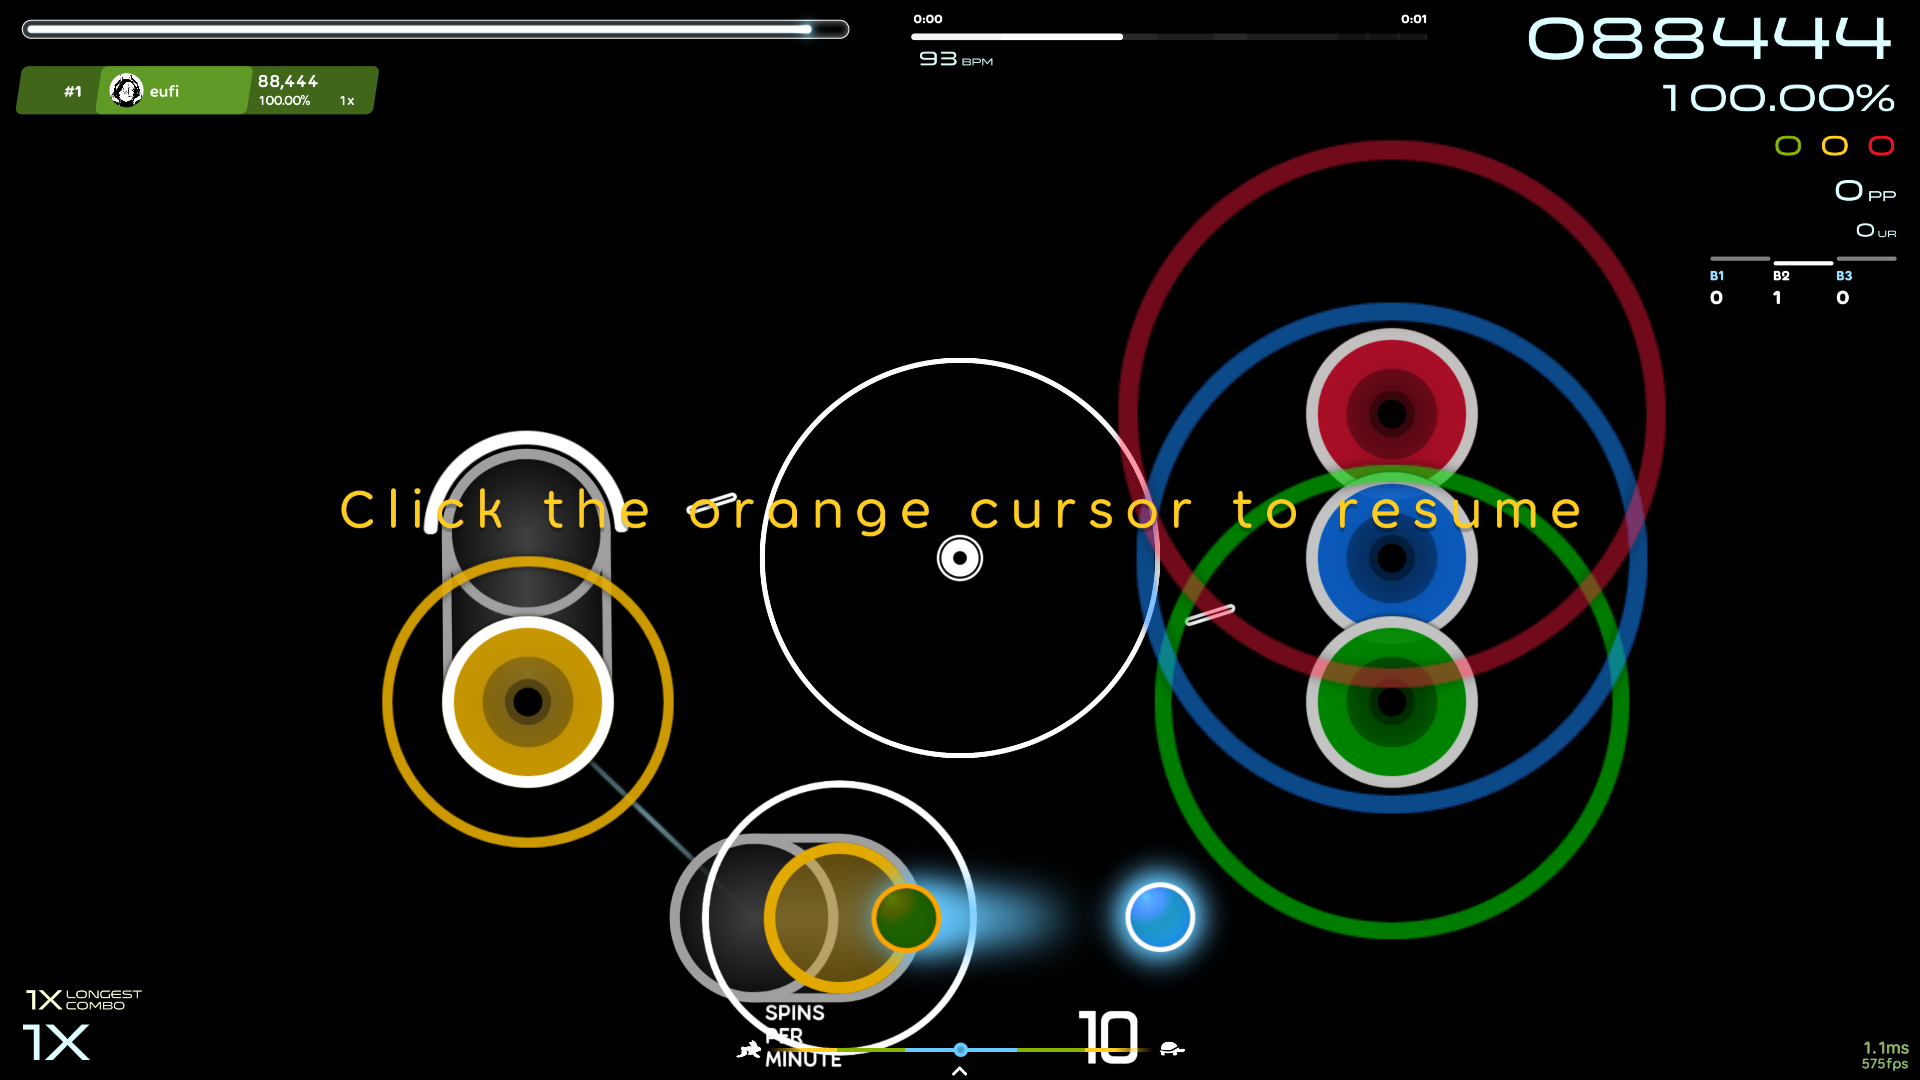 0:00 0:01
088444
93 BPM
#1 eufi 88,444
100.00% 1x
100.00%
0 0 0
0 PP
0 UR
B1 B2 B3
0 1 0
Click the orange cursor to resume
1X LONGEST COMBO
1X
SPINS
PER
MINUTE
10
1.1ms
575fps